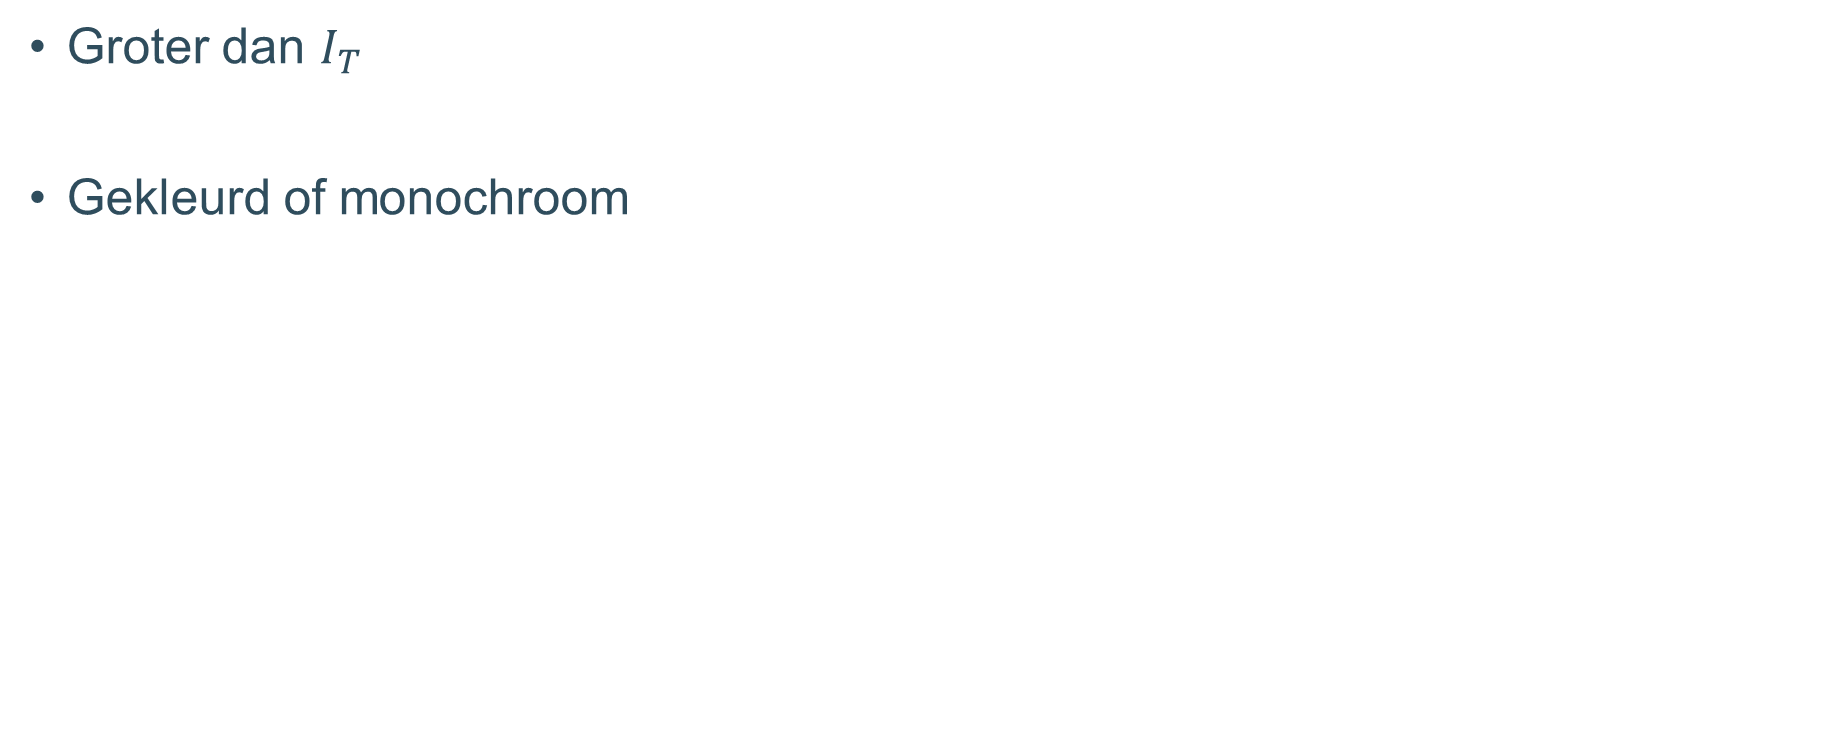 • Groter dan I_T
• Gekleurd of monochroom